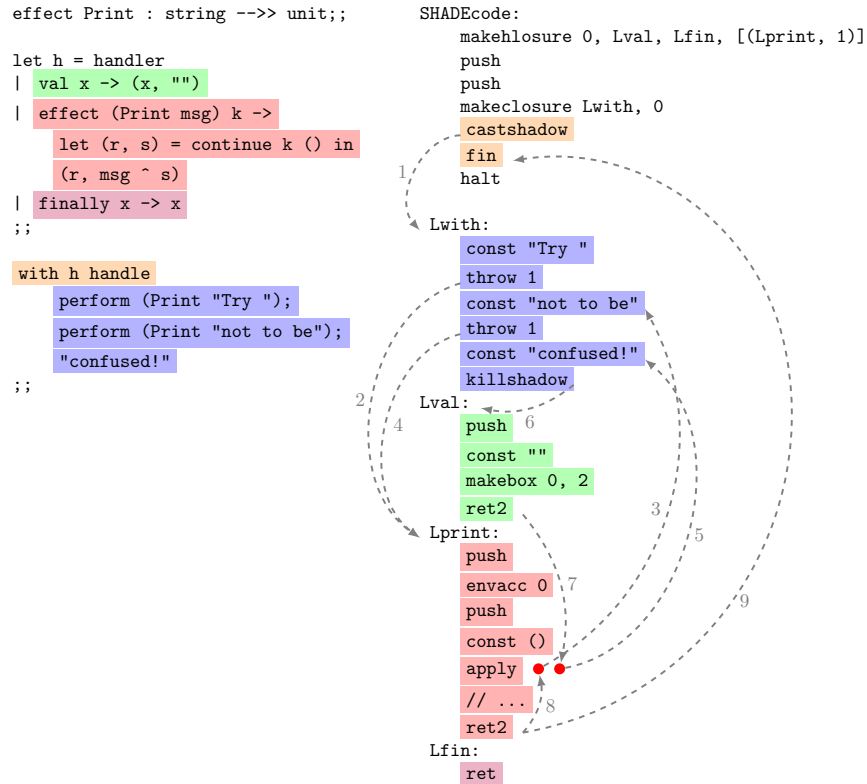 effect Print : string -->> unit;;
let h = handler
| val x -> (x, "")
| effect (Print msg) k ->
let (r, s) = continue k () in
(r, msg ^ s)
| finally x -> x
;;
with h handle
perform (Print "Try ");
perform (Print "not to be");
"confused!"
;;
SHADEcode:
makehlosure 0, Lval, Lfin, [(Lprint, 1)]
push
push
makeclosure Lwith, 0
castshadow
fin
halt
1
Lwith:
const "Try "
throw 1
const "not to be"
throw 1
const "confused!"
killshadow
2
4
6
Lval:
push
const ""
makebox 0, 2
ret2
3
5
Lprint:
push
envacc 0
push
const ()
apply
// ...
ret2
7
8
9
Lfin:
ret